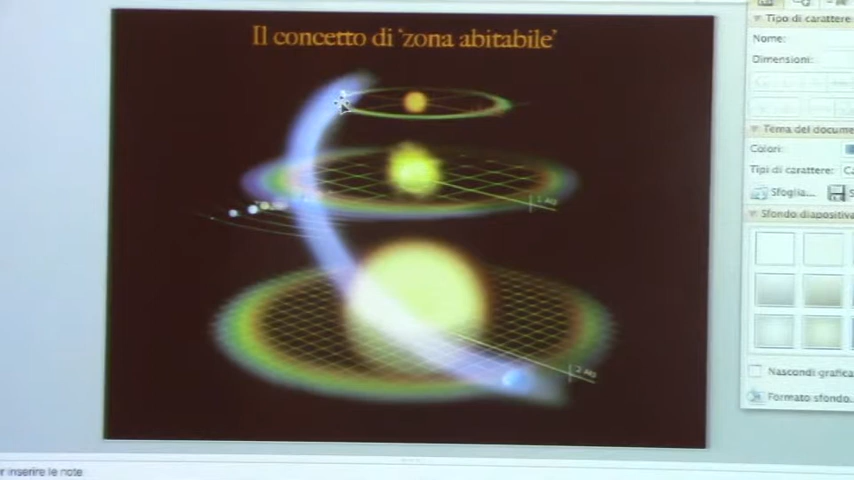 Il concetto di 'zona abitabile'
Tipo di carattere
Nome:
Dimensioni:
Tema del docume
Colori:
Tipi di carattere:
Sfoglia...
Sfondo diapositiva
Nascondi grafica
Formato sfondo.
r inserire le note